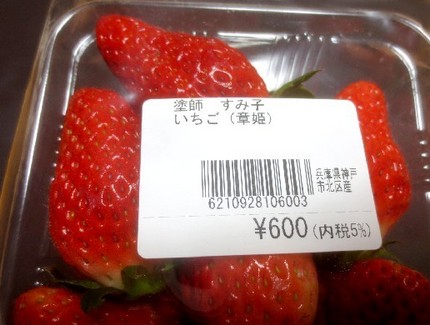 塗師　すみ子
いちご（章姫）
兵庫県神戸
市北区産
6210928106003
¥600(内税5%)